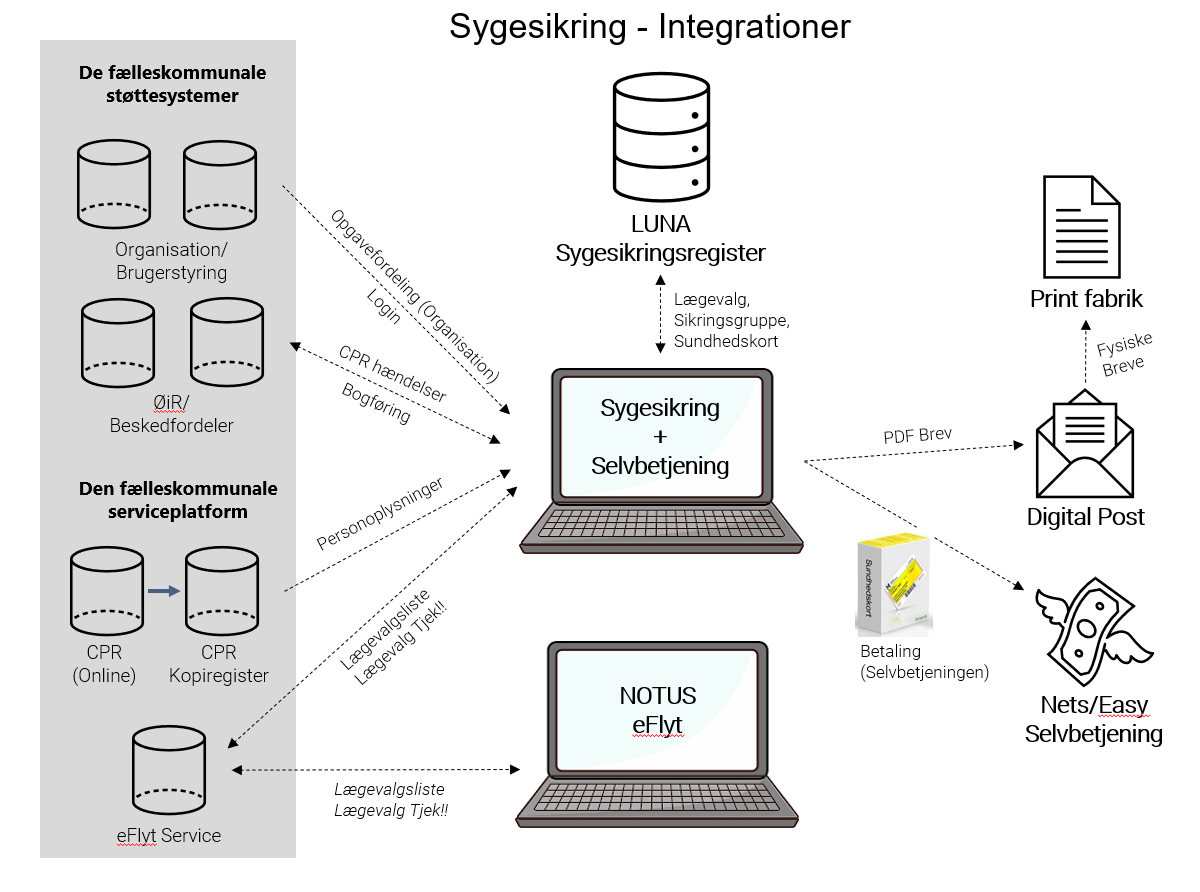 Sygesikring - Integrationer
De fælleskommunale
støttesystemer
Organisation/
Brugerstyring
ØiR/
Beskedfordeler
Den fælleskommunale
serviceplatform
CPR
(Online)
CPR
Kopiregister
eFlyt Service
Opgavefordeling (Organisation)
Login
CPR hændelser
Bogføring
Personoplysninger
Lægevalgsliste
Lægevalg Tjek!!
Lægevalgsliste
Lægevalg Tjek!!
LUNA
Sygesikringsregister
Lægevalg,
Sikringsgruppe,
Sundhedskort
Sygesikring
+
Selvbetjening
NOTUS
eFlyt
PDF Brev
Sundhedskort
Betaling
(Selvbetjeningen)
Print fabrik
Fysiske
Breve
Digital Post
Nets/Easy
Selvbetjening